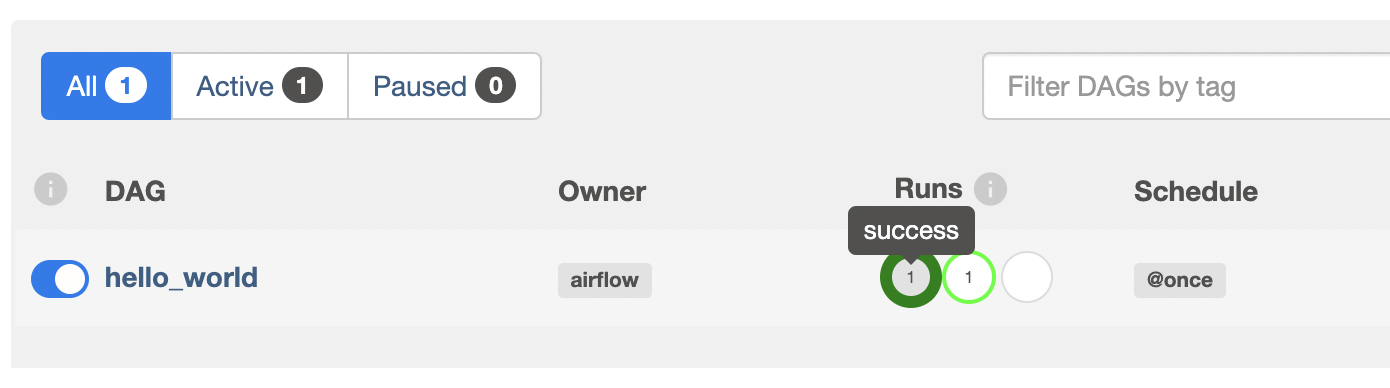 All 1 Active 1 Paused 0 Filter DAGs by tag
i DAG Owner Runs i Schedule
success
hello_world airflow 1 1 @once